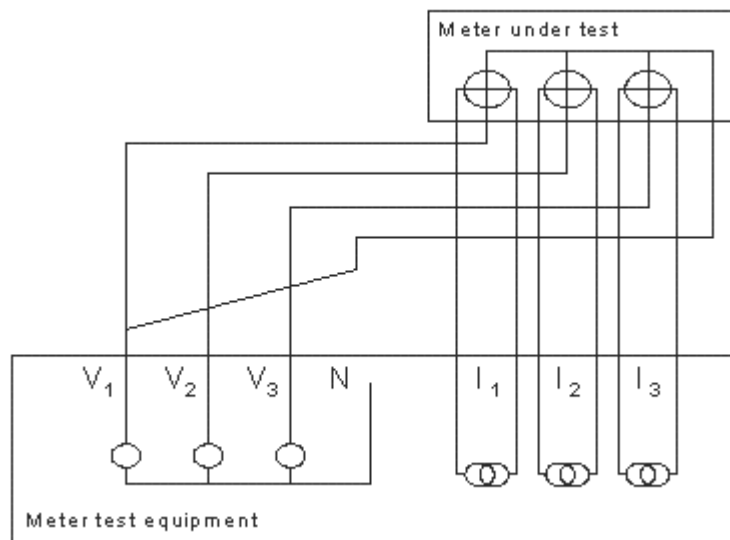 Meter under test
V1 V2 V3 N I1 I2 I3
Meter test equipment